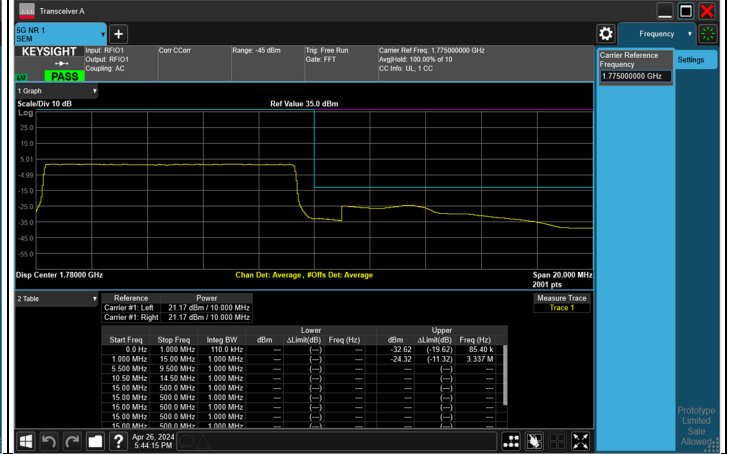 Transceiver A
5G NR 1
SEM
+
Frequency
KEYSIGHT
Input: RFIO1
Output: RFIO1
Coupling: AC
Corr CCorr
Range: -45 dBm
Trig: Free Run
Gate: FFT
Carrier Ref Freq: 1.775000000 GHz
Avg|Hold: 100.00% of 10
CC Info: UL, 1 CC
PASS
Carrier Reference
Frequency
1.775000000 GHz
Settings
1 Graph
Scale/Div 10 dB
Ref Value 35.0 dBm
Log
25.0
15.0
5.01
-4.99
-15.0
-25.0
-35.0
-45.0
-55.0
Disp Center 1.78000 GHz
Chan Det: Average , #Offs Det: Average
Span 20.000 MHz
2001 pts
2 Table
Reference Power
Carrier #1: Left 21.17 dBm / 10.000 MHz
Carrier #1: Right 21.17 dBm / 10.000 MHz
Measure Trace
Trace 1
Lower Upper
Start Freq Stop Freq Integ BW dBm ΔLimit(dB) Freq (Hz) dBm ΔLimit(dB) Freq (Hz)
0.0 Hz 1.000 MHz 110.0 kHz --- (---) --- -32.62 (-19.62) 85.40 k
1.000 MHz 15.00 MHz 1.000 MHz --- (---) --- -24.32 (-11.32) 3.337 M
5.500 MHz 9.500 MHz 1.000 MHz --- (---) --- --- (---) ---
10.50 MHz 14.50 MHz 1.000 MHz --- (---) --- --- (---) ---
15.00 MHz 500.0 MHz 1.000 MHz --- (---) --- --- (---) ---
15.00 MHz 500.0 MHz 1.000 MHz --- (---) --- --- (---) ---
15.00 MHz 500.0 MHz 1.000 MHz --- (---) --- --- (---) ---
15.00 MHz 500.0 MHz 1.000 MHz --- (---) --- --- (---) ---
15.00 MHz 500.0 MHz 1.000 MHz --- (---) --- --- (---) ---
Prototype
Limited
Sale
Allowed
?
Apr 26, 2024
5:44:15 PM